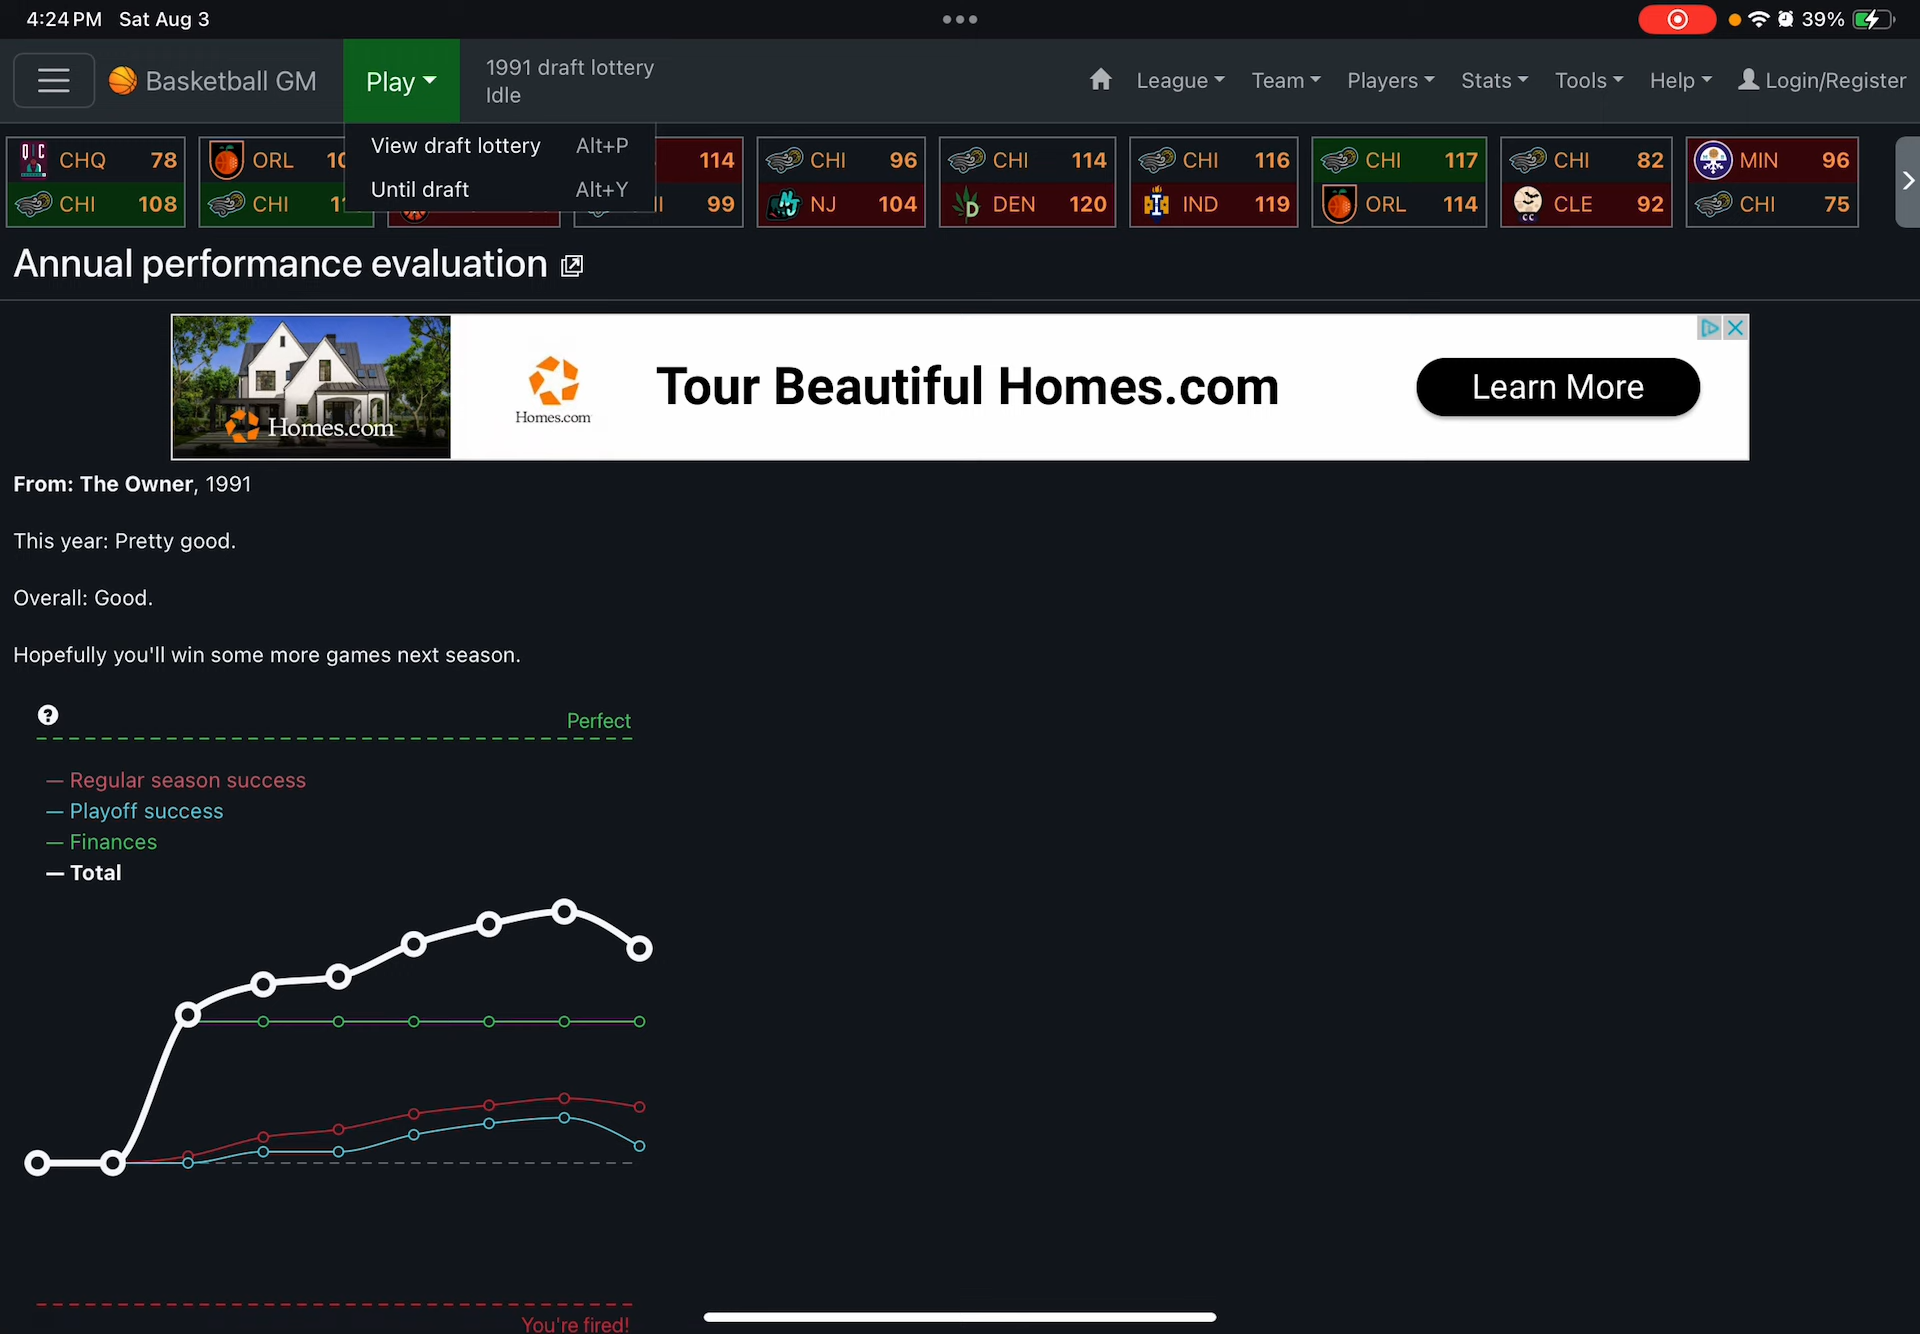 4:24 PM Sat Aug 3
39%
Basketball GM
Play
1991 draft lottery
Idle
League
Team
Players
Stats
Tools
Help
Login/Register
View draft lottery Alt+P
Until draft Alt+Y
CHQ 78
CHI 108
ORL
CHI
114
99
CHI 96
NJ 104
CHI 114
DEN 120
CHI 116
IND 119
CHI 117
ORL 114
CHI 82
CLE 92
MIN 96
CHI 75
Annual performance evaluation
Homes.com
Homes.com
Tour Beautiful Homes.com
Learn More
From: The Owner, 1991
This year: Pretty good.
Overall: Good.
Hopefully you'll win some more games next season.
Perfect
Regular season success
Playoff success
Finances
Total
You're fired!